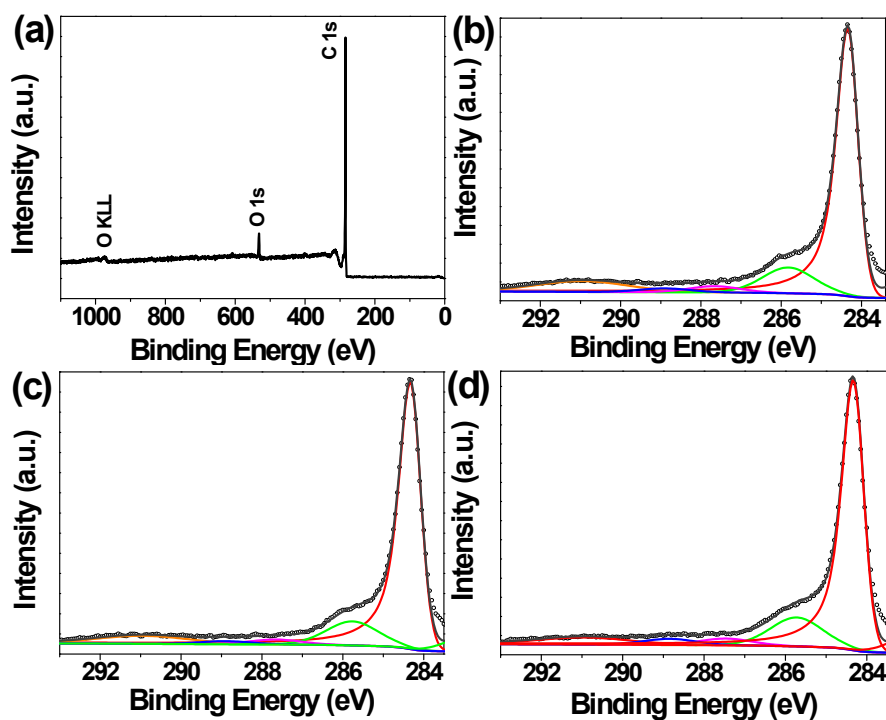 (a)
Intensity (a.u.)
O KLL
O 1s
C 1s
1000 800 600 400 200 0
Binding Energy (eV)
(b)
Intensity (a.u.)
292 290 288 286 284
Binding Energy (eV)
(c)
Intensity (a.u.)
292 290 288 286 284
Binding Energy (eV)
(d)
Intensity (a.u.)
292 290 288 286 284
Binding Energy (eV)